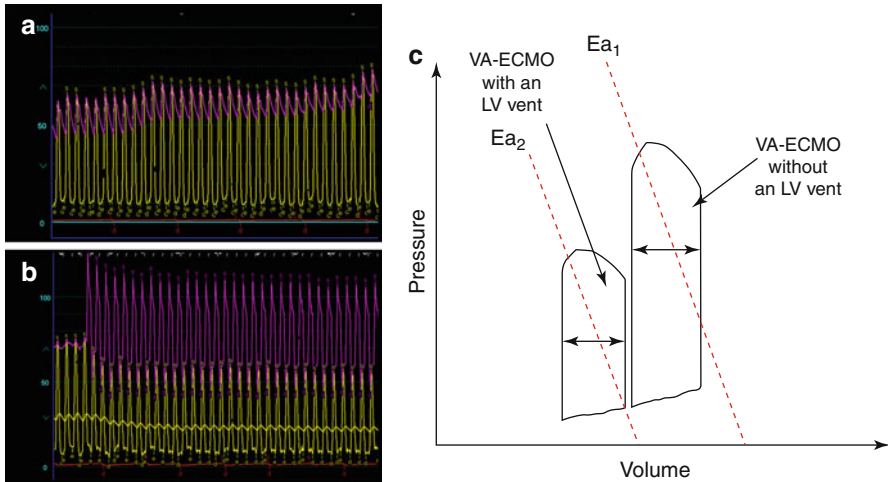 a
100
50
0
b
100
50
0
c
Ea1
VA-ECMO
with an
LV vent
Ea2
VA-ECMO
without
an LV vent
Pressure
Volume